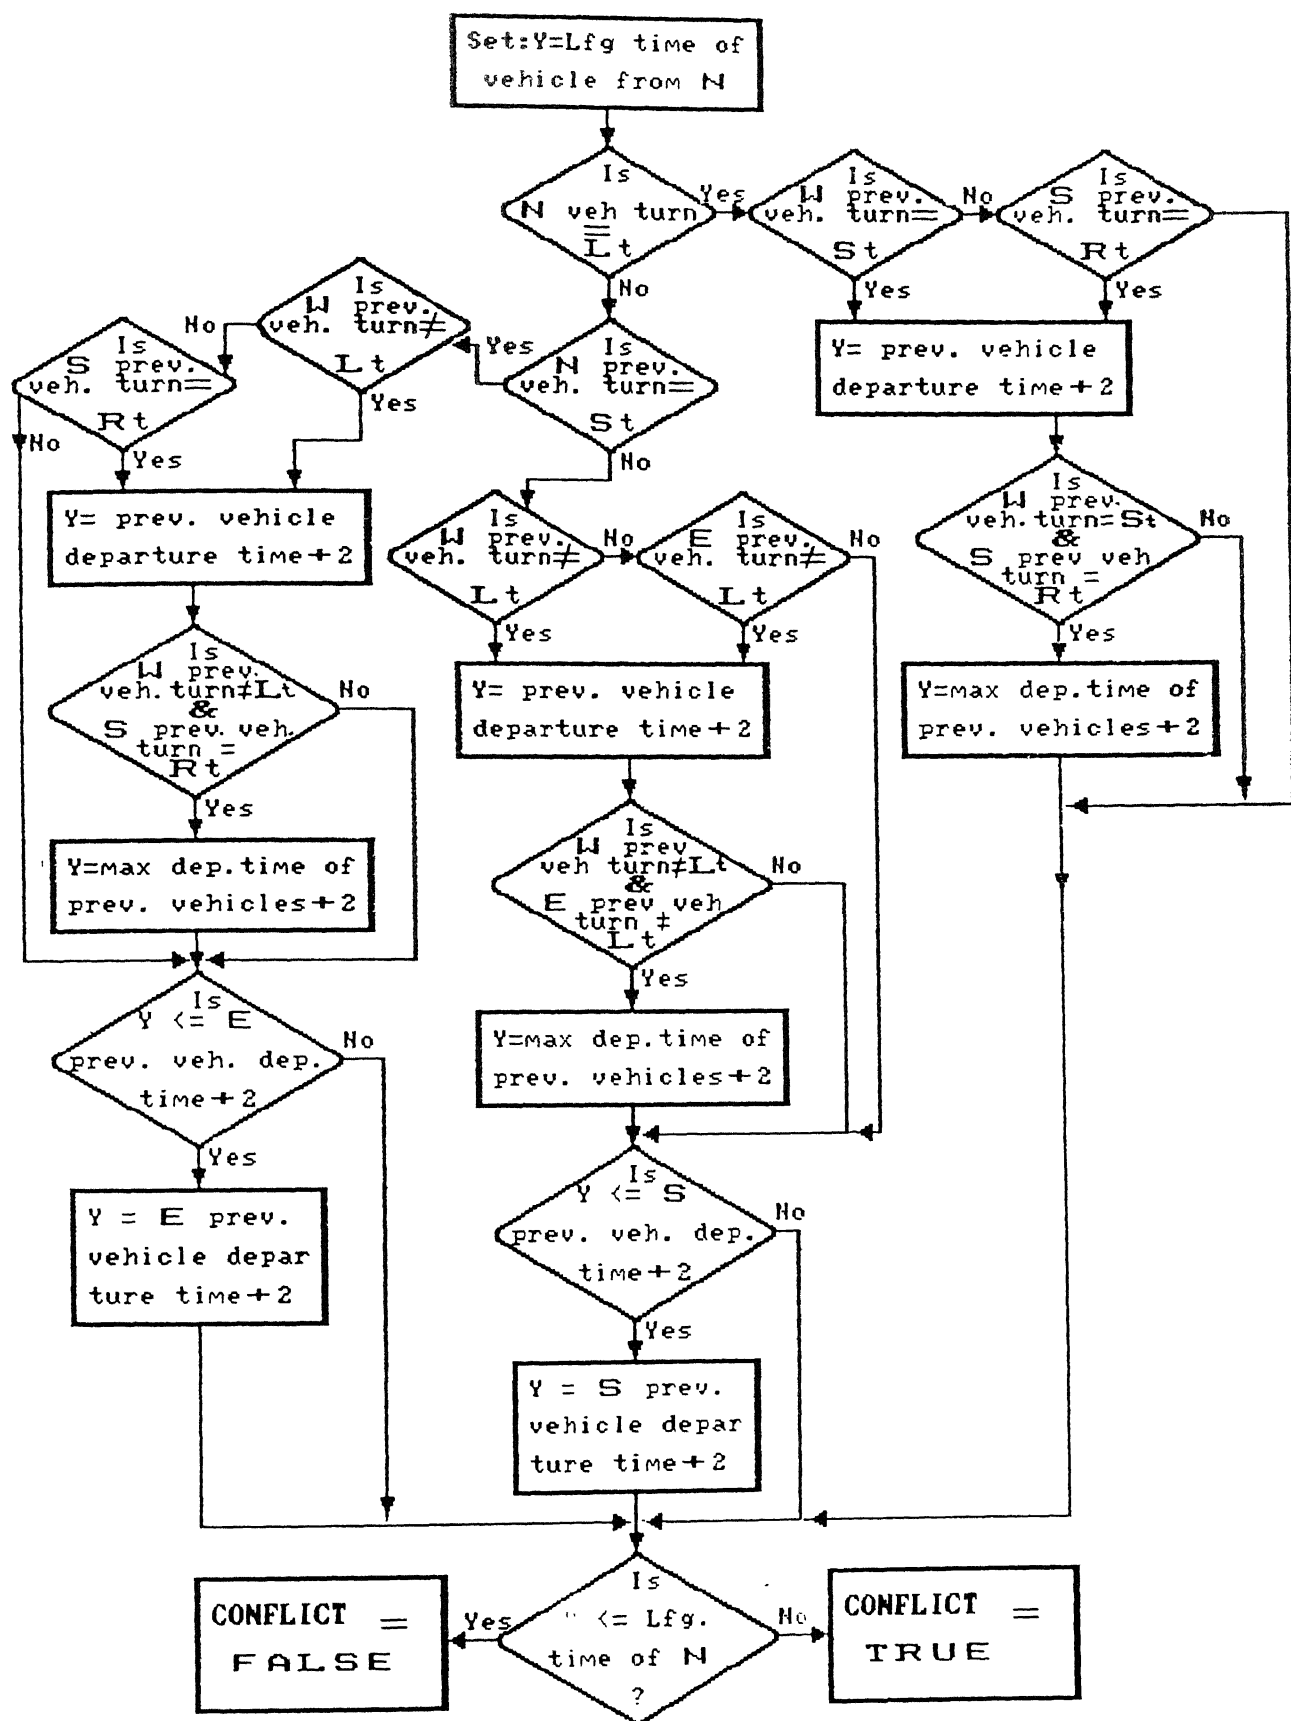 Set:Y=Lfg time of
vehicle from N
Is
N veh turn
=
Lt
Yes
No
Is
W prev.
veh. turn=
St
No
Yes
Is
S prev.
veh. turn=
Rt
Yes
Y= prev. vehicle
departure time+2
Is
W prev.
veh.turn=St
&
S prev veh
turn =
Rt
No
Yes
Y=max dep.time of
prev. vehicles+2
Is
N prev.
veh. turn=
St
Yes
No
Is
W prev.
veh. turn≠
Lt
No
Yes
Is
S prev.
veh. turn=
Rt
No
Yes
Y= prev. vehicle
departure time+2
Is
W prev.
veh.turn≠Lt
&
S prev. veh.
turn =
Rt
No
Yes
Y=max dep.time of
prev. vehicles+2
Is
Y <= E
prev. veh. dep.
time+2
No
Yes
Y = E prev.
vehicle depar
ture time+2
Is
W prev.
veh. turn≠
Lt
No
Yes
Is
E prev.
veh. turn≠
Lt
No
Yes
Y= prev. vehicle
departure time+2
Is
W prev
veh turn≠Lt
&
E prev veh
turn ≠
Lt
No
Yes
Y=max dep.time of
prev. vehicles+2
Is
Y <= S
prev. veh. dep.
time+2
No
Yes
Y = S prev.
vehicle depar
ture time+2
Is
<= Lfg.
time of N
?
Yes
No
CONFLICT =
FALSE
CONFLICT =
TRUE